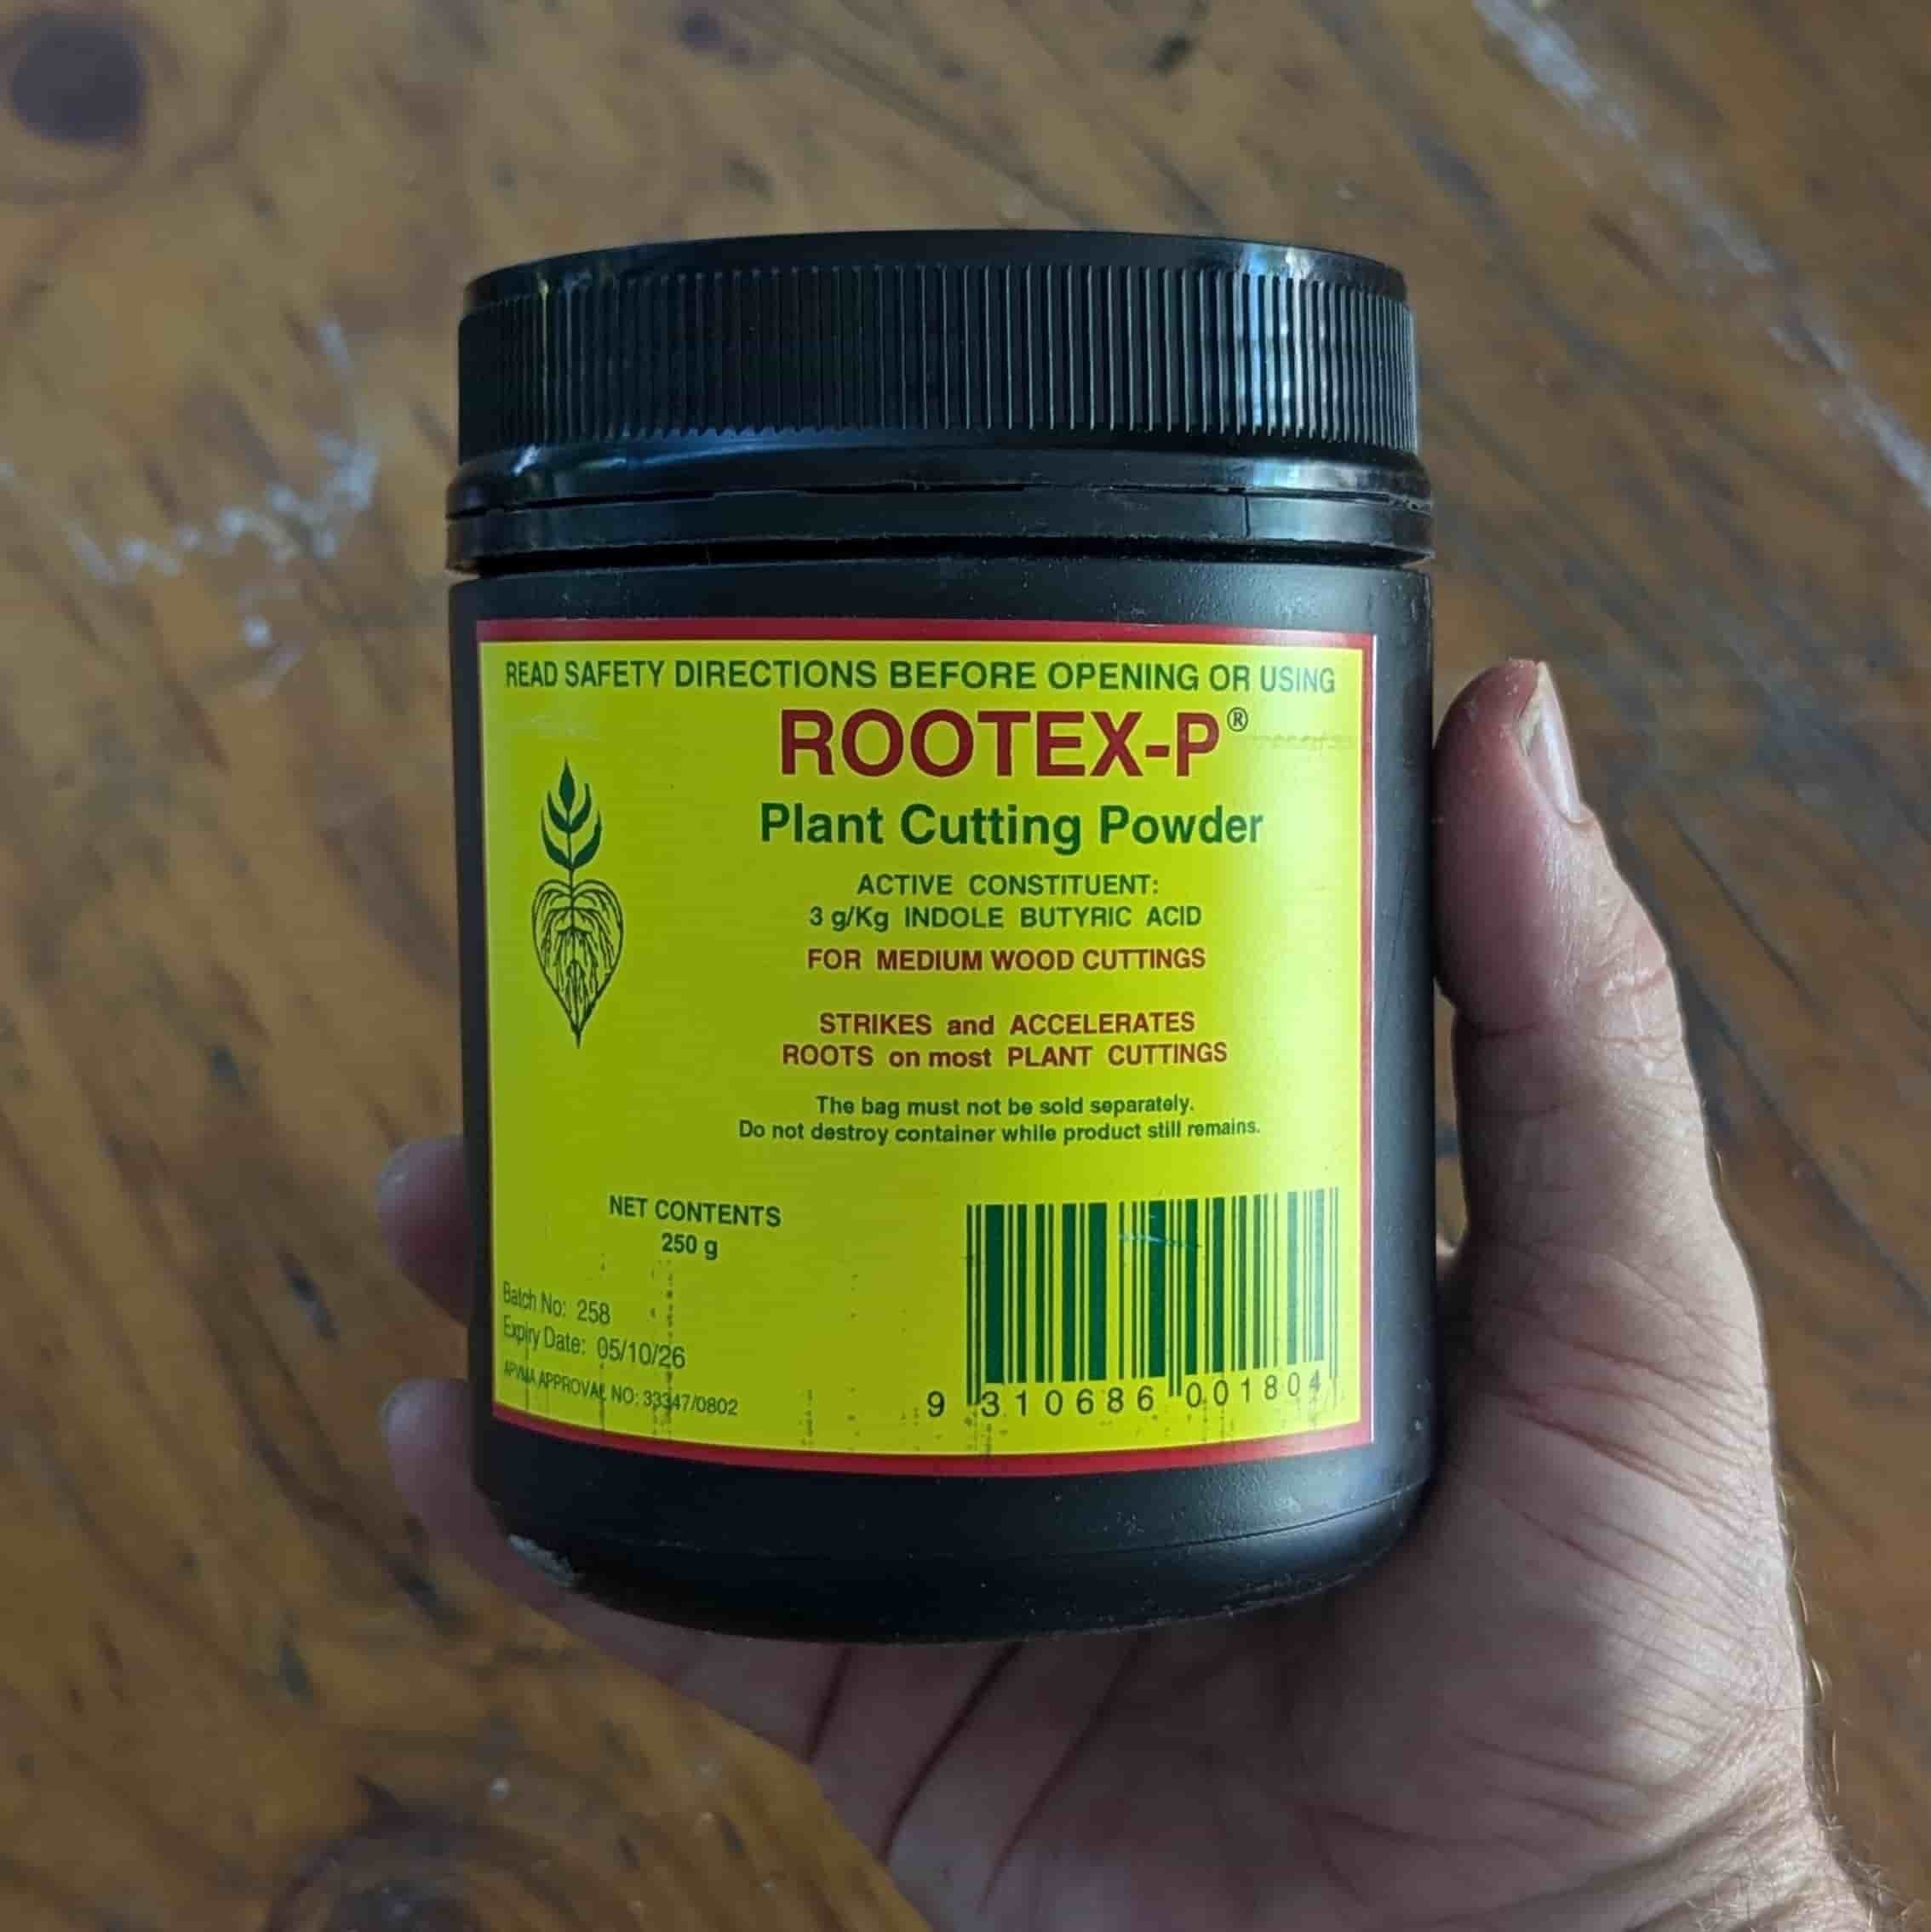 READ SAFETY DIRECTIONS BEFORE OPENING OR USING
ROOTEX-P®
Plant Cutting Powder
ACTIVE CONSTITUENT:
3 g/Kg INDOLE BUTYRIC ACID
FOR MEDIUM WOOD CUTTINGS
STRIKES and ACCELERATES
ROOTS on most PLANT CUTTINGS
The bag must not be sold separately.
Do not destroy container while product still remains.
NET CONTENTS
250 g
Batch No: 258
Expiry Date: 05/10/26
APVMA APPROVAL NO: 33347/0802
9 310686 001804